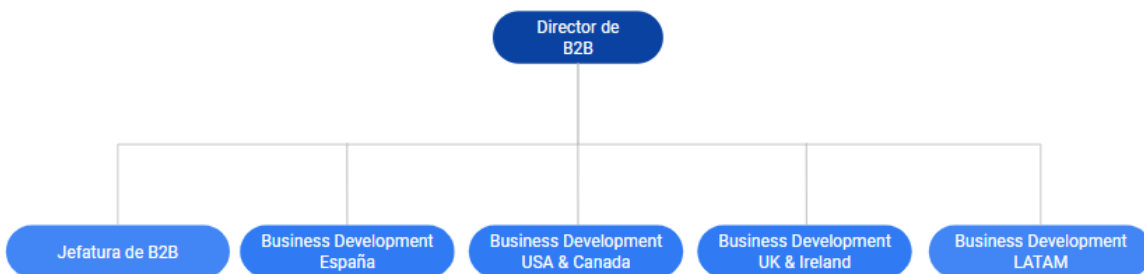 Director de
B2B
Jefatura de B2B
Business Development
España
Business Development
USA & Canada
Business Development
UK & Ireland
Business Development
LATAM